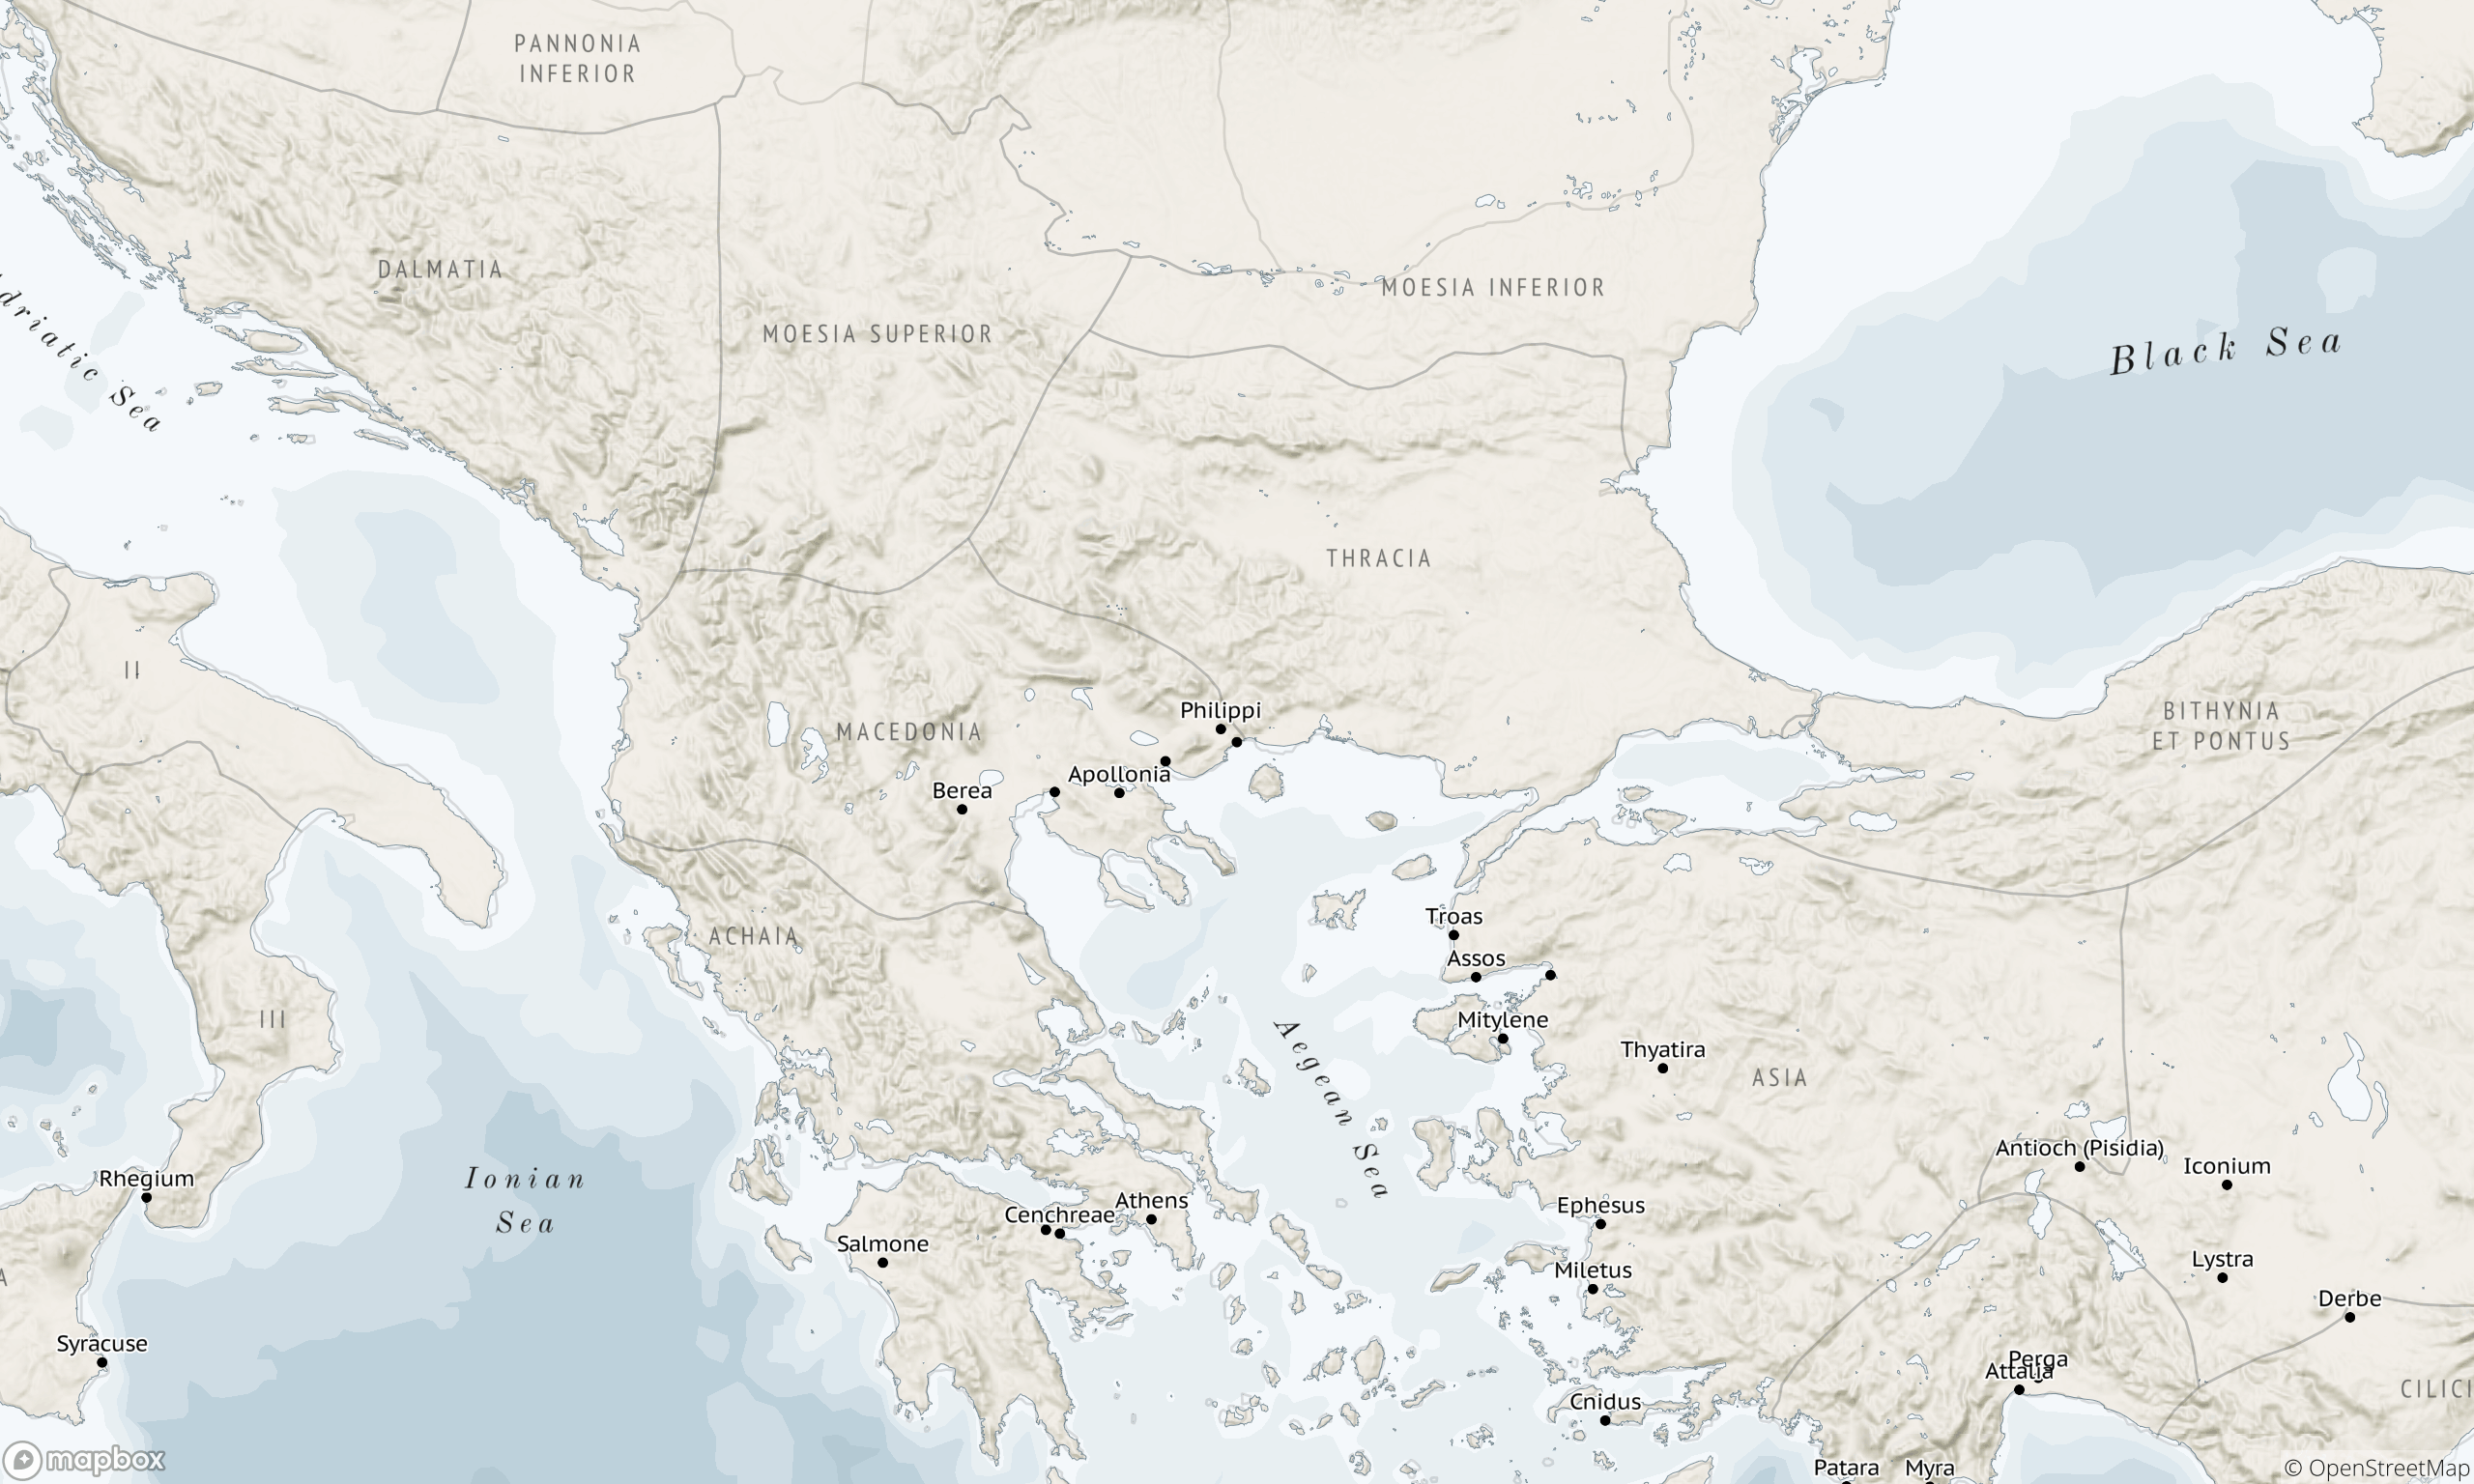 PANNONIA
INFERIOR
DALMATIA
MOESIA INFERIOR
MOESIA SUPERIOR
Black Sea
driatic Sea
THRACIA
II
Philippi
MACEDONIA
BITHYNIA
ET PONTUS
Apollonia
Berea
Troas
ACHAIA
Assos
III
Mitylene
Aegean Sea
Thyatira
ASIA
Antioch (Pisidia)
Iconium
Rhegium
Ionian
Sea
Athens
Cenchreae
Ephesus
Salmone
Lystra
Miletus
A
Derbe
Syracuse
Perga
Attalia
CILICI
Cnidus
Patara
Myra
mapbox
© OpenStreetMap